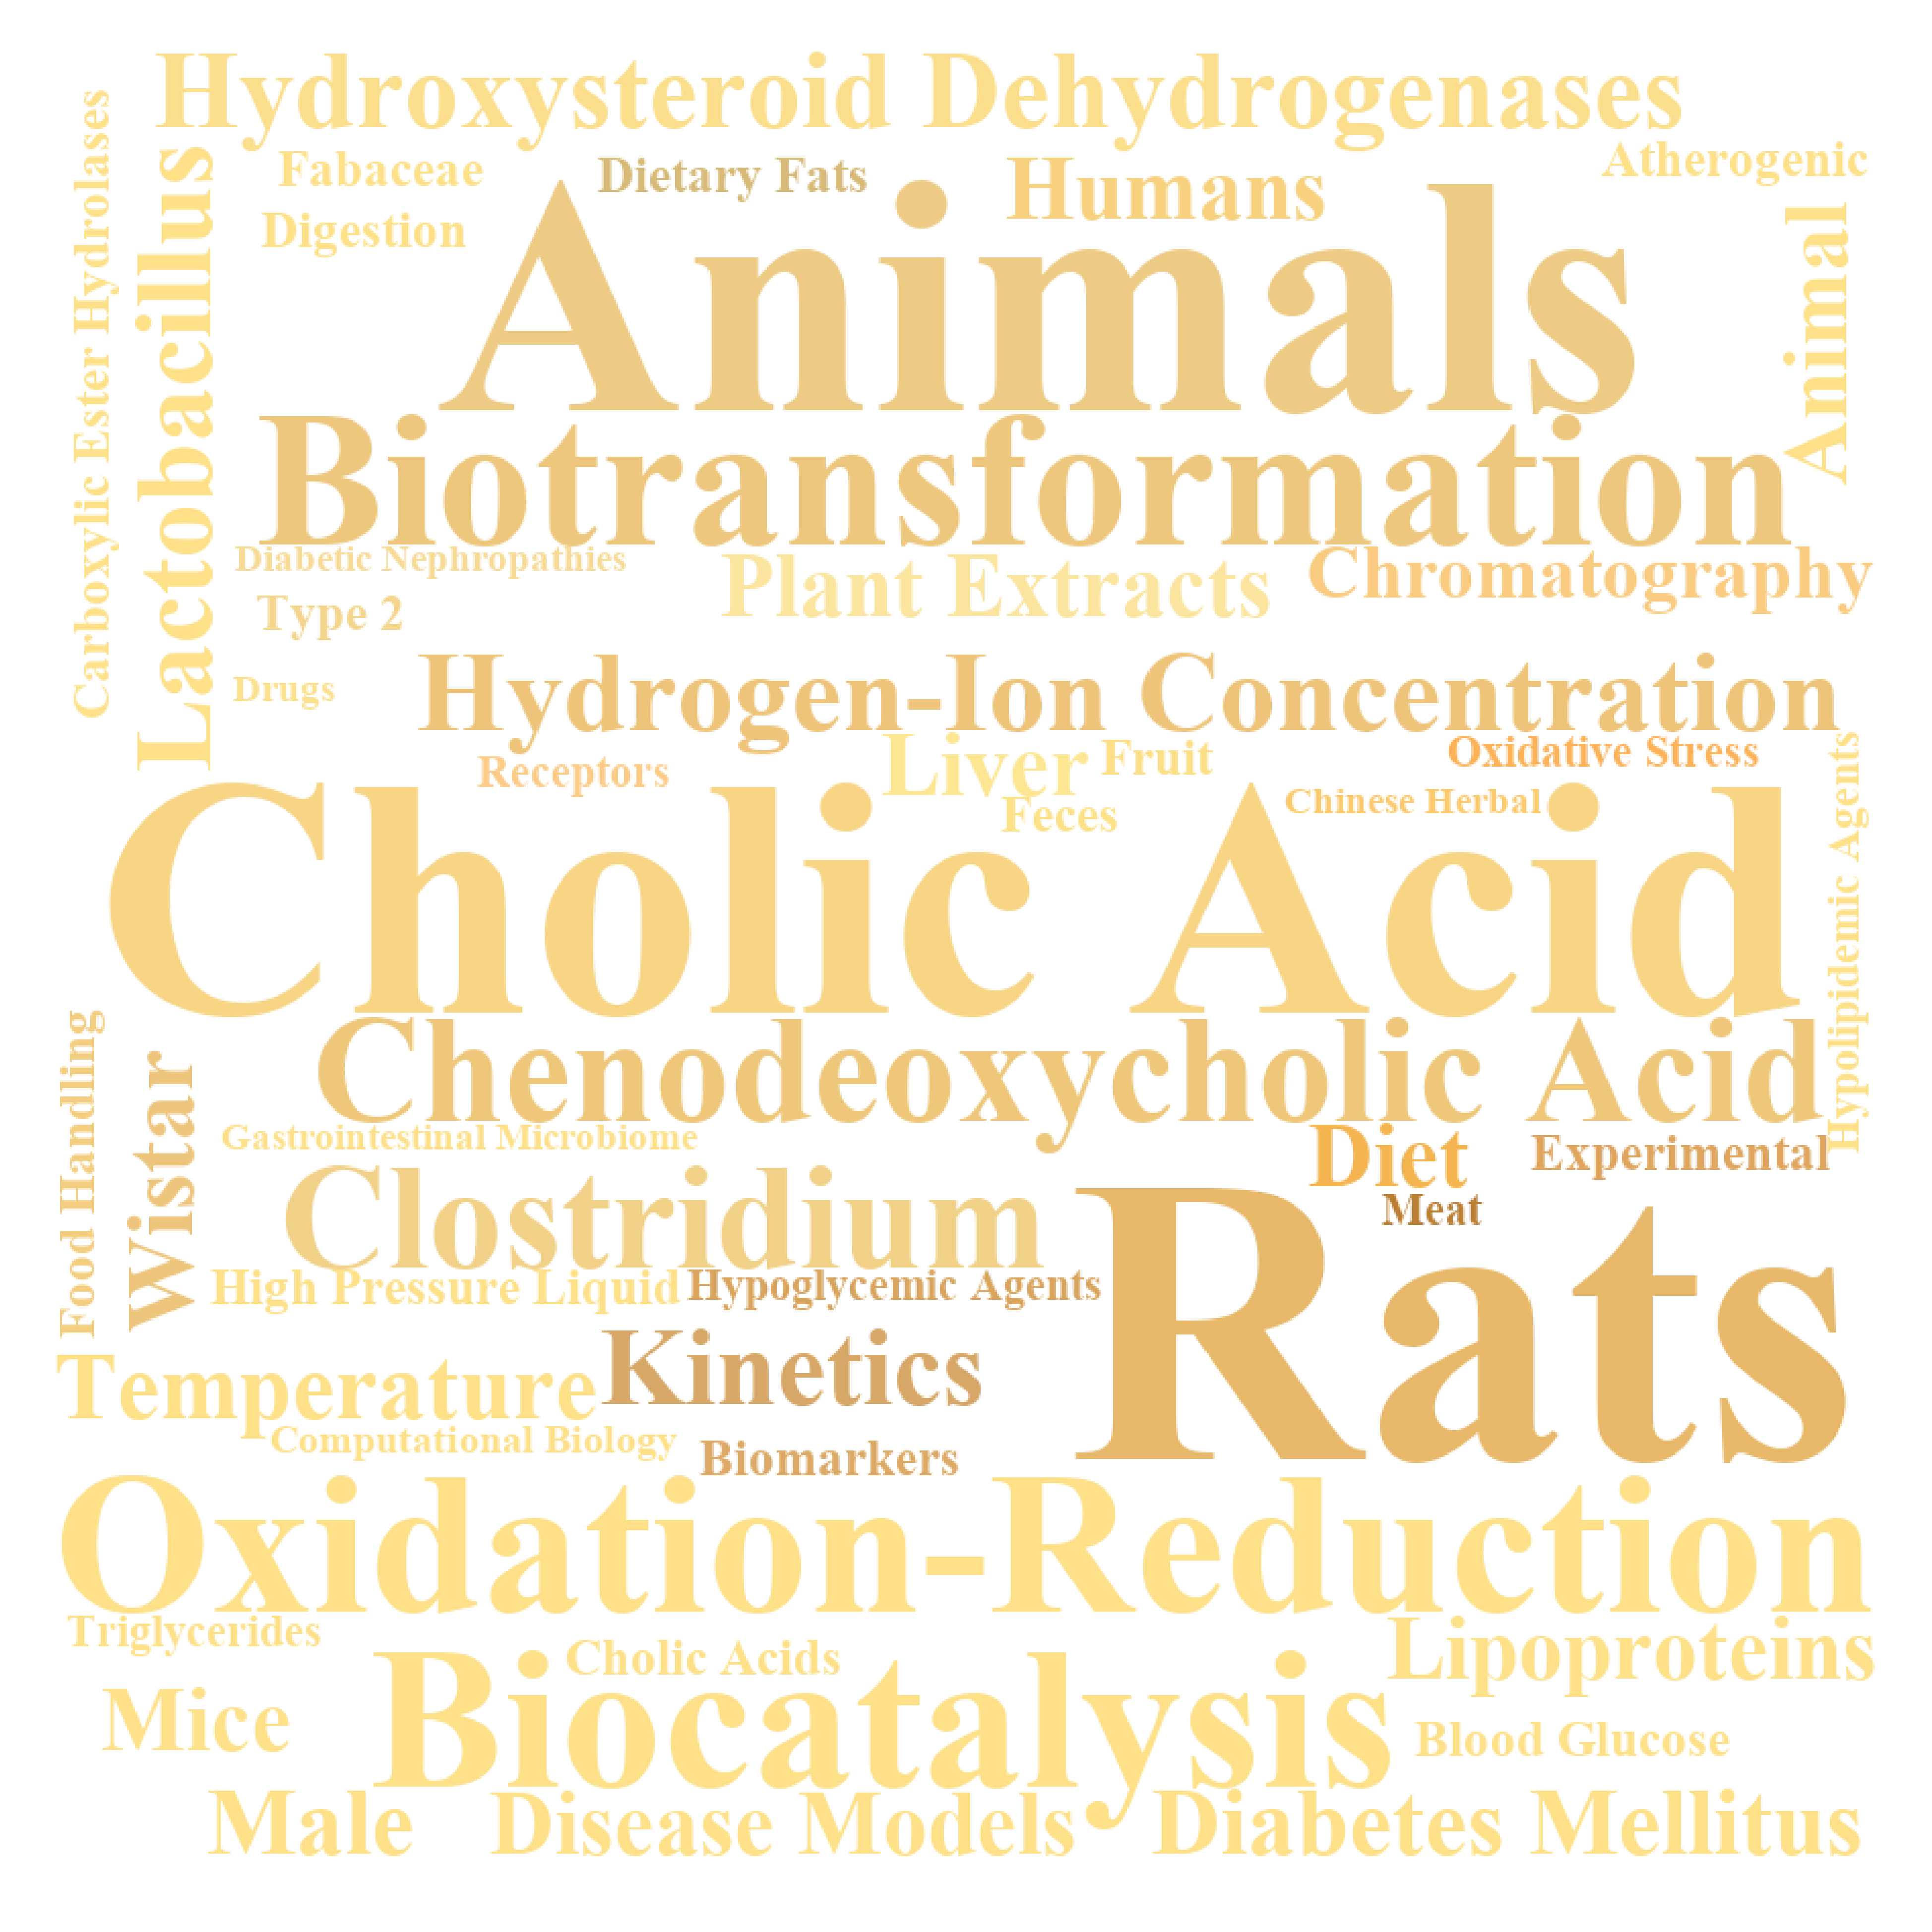 Hydroxysteroid Dehydrogenases
Carboxylic Ester Hydrolases
Lactobacillus
Fabaceae
Dietary Fats
Humans
Atherogenic
Digestion
Animals
Animal
Biotransformation
Diabetic Nephropathies
Plant Extracts
Chromatography
Type 2
Drugs
Hydrogen-Ion Concentration
Receptors
Liver
Fruit
Oxidative Stress
Feces
Chinese Herbal
Hypolipidemic Agents
Cholic Acid
Food Handling
Wistar
Chenodeoxycholic Acid
Gastrointestinal Microbiome
Diet
Experimental
Clostridium
Meat
Rats
High Pressure Liquid
Hypoglycemic Agents
Temperature
Kinetics
Computational Biology
Biomarkers
Oxidation-Reduction
Triglycerides
Cholic Acids
Lipoproteins
Mice
Biocatalysis
Blood Glucose
Male
Disease Models
Diabetes Mellitus